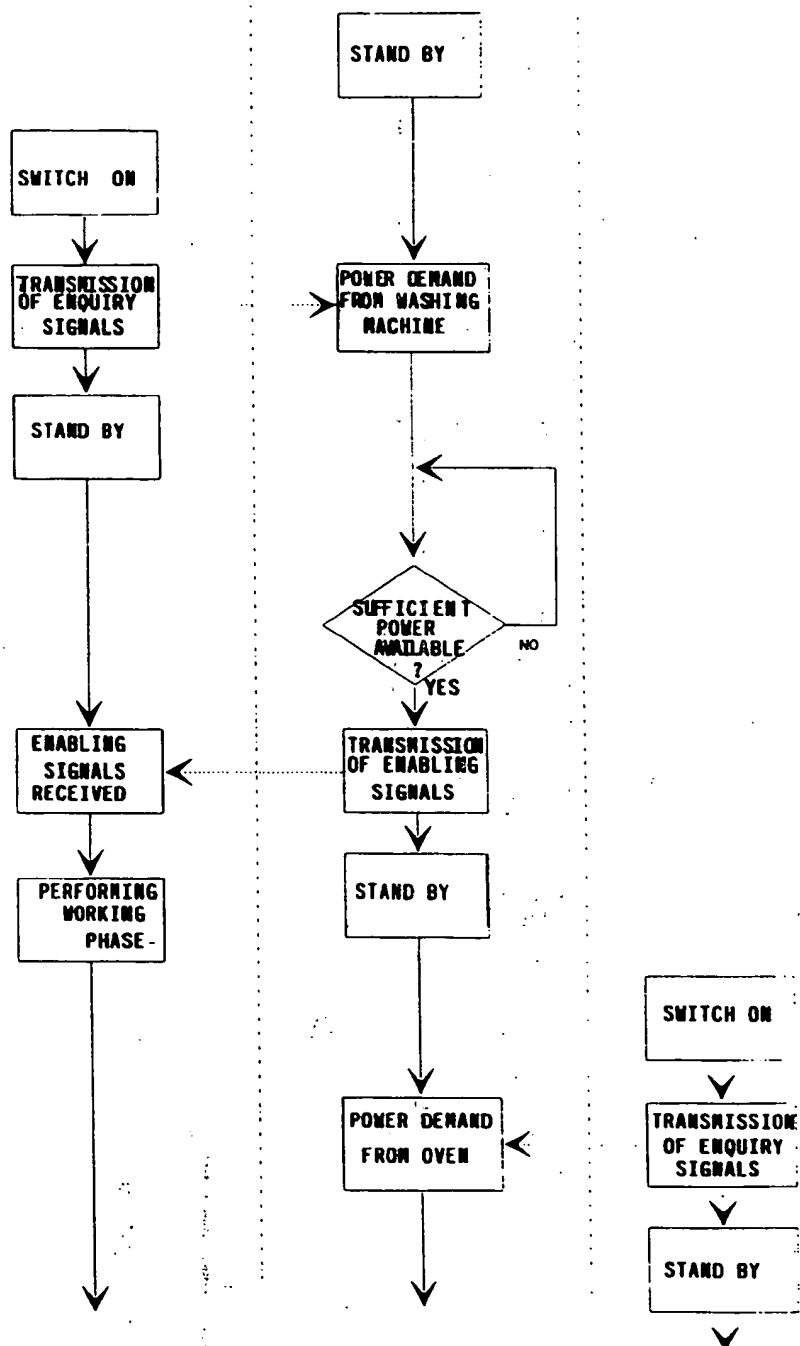 STAND BY
SWITCH ON
TRANSMISSION
OF ENQUIRY
SIGNALS
POWER DEMAND
FROM WASHING
MACHINE
STAND BY
SUFFICIENT
POWER
AVAILABLE
?
NO
YES
ENABLING
SIGNALS
RECEIVED
TRANSMISSION
OF ENABLING
SIGNALS
PERFORMING
WORKING
PHASE
STAND BY
SWITCH ON
POWER DEMAND
FROM OVEN
TRANSMISSION
OF ENQUIRY
SIGNALS
STAND BY